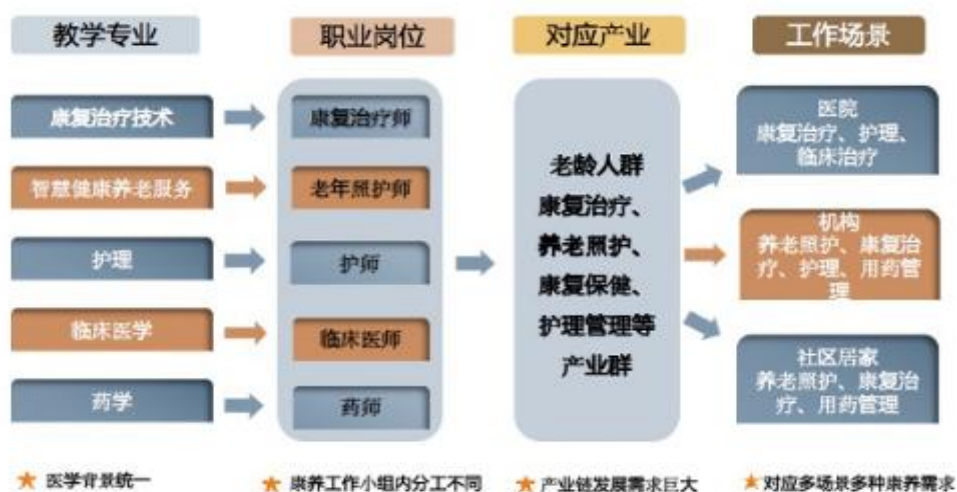 教学专业
职业岗位
对应产业
工作场景
康复治疗技术
智慧健康养老服务
护理
临床医学
药学
康复治疗师
老年照护师
护师
临床医师
药师
老龄人群
康复治疗、
养老照护、
康复保健、
护理管理等
产业群
医院
康复治疗、护理、
临床治疗
机构
养老照护、康复治
疗、护理、用药管
理
社区居家
养老照护、康复治
疗、用药管理
医学背景统一
康养工作小组内分工不同
产业链发展需求巨大
对应多场景多种康养需求